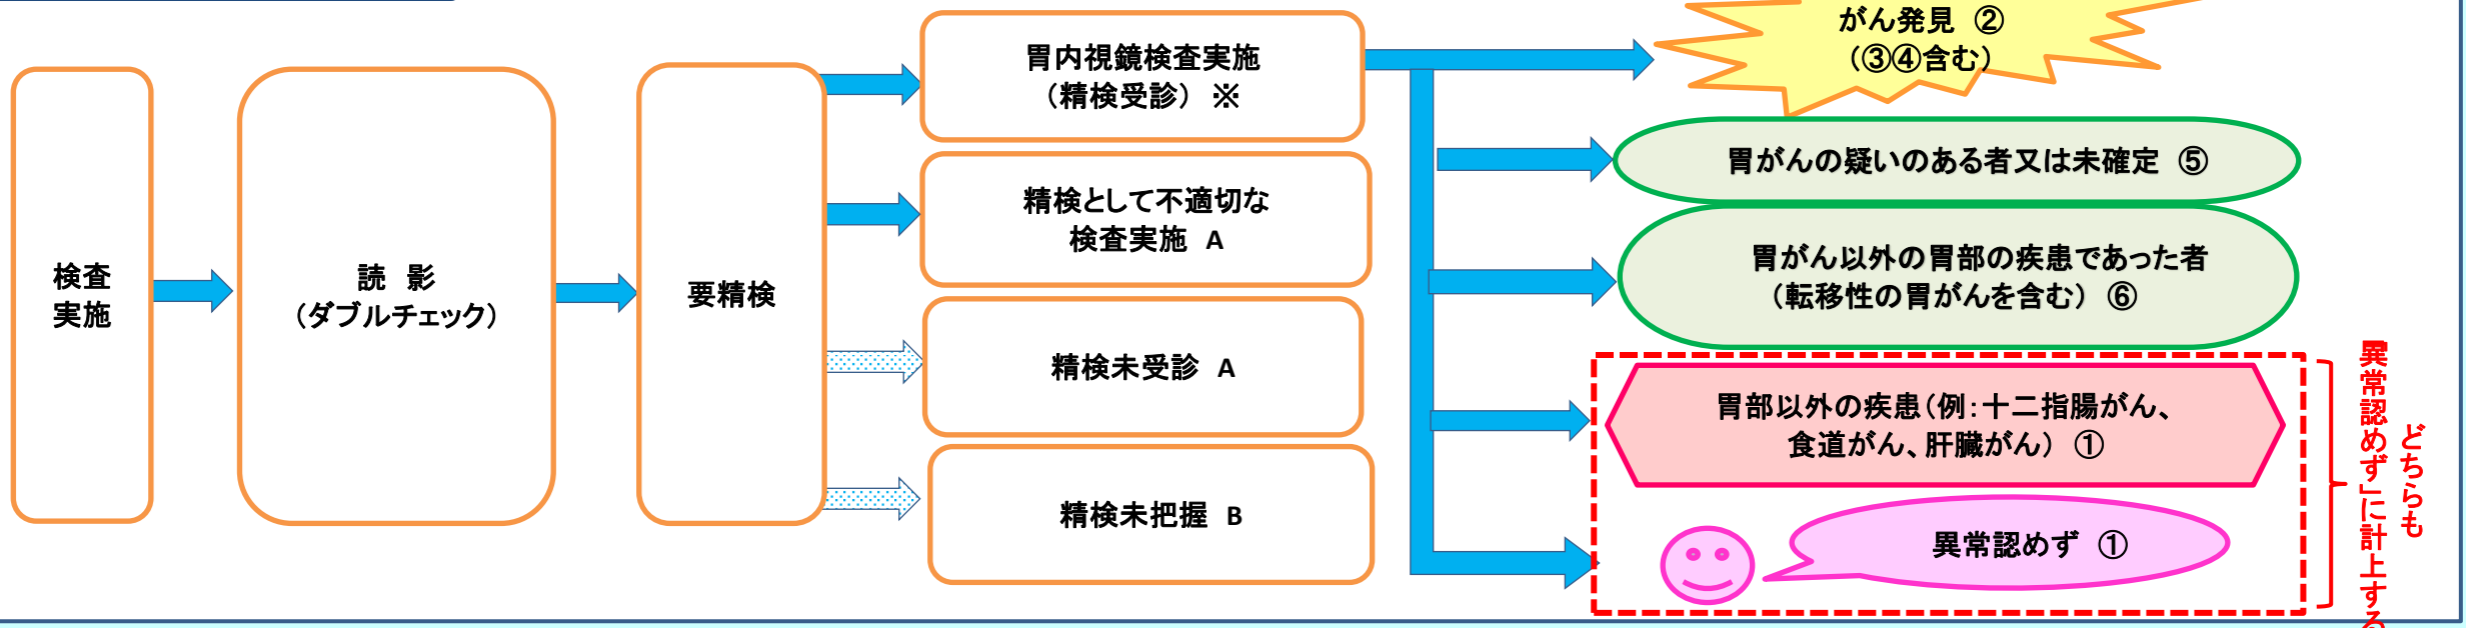 検査
実施
読 影
（ダブルチェック）
要精検
胃内視鏡検査実施
（精検受診） ※
精検として不適切な
検査実施 A
精検未受診 A
精検未把握 B
がん発見 ②
（③④含む）
胃がんの疑いのある者又は未確定 ⑤
胃がん以外の胃部の疾患であった者
（転移性の胃がんを含む） ⑥
胃部以外の疾患（例：十二指腸がん、
食道がん、肝臓がん） ①
異常認めず ①
どちらも
異常認めず」に計上する